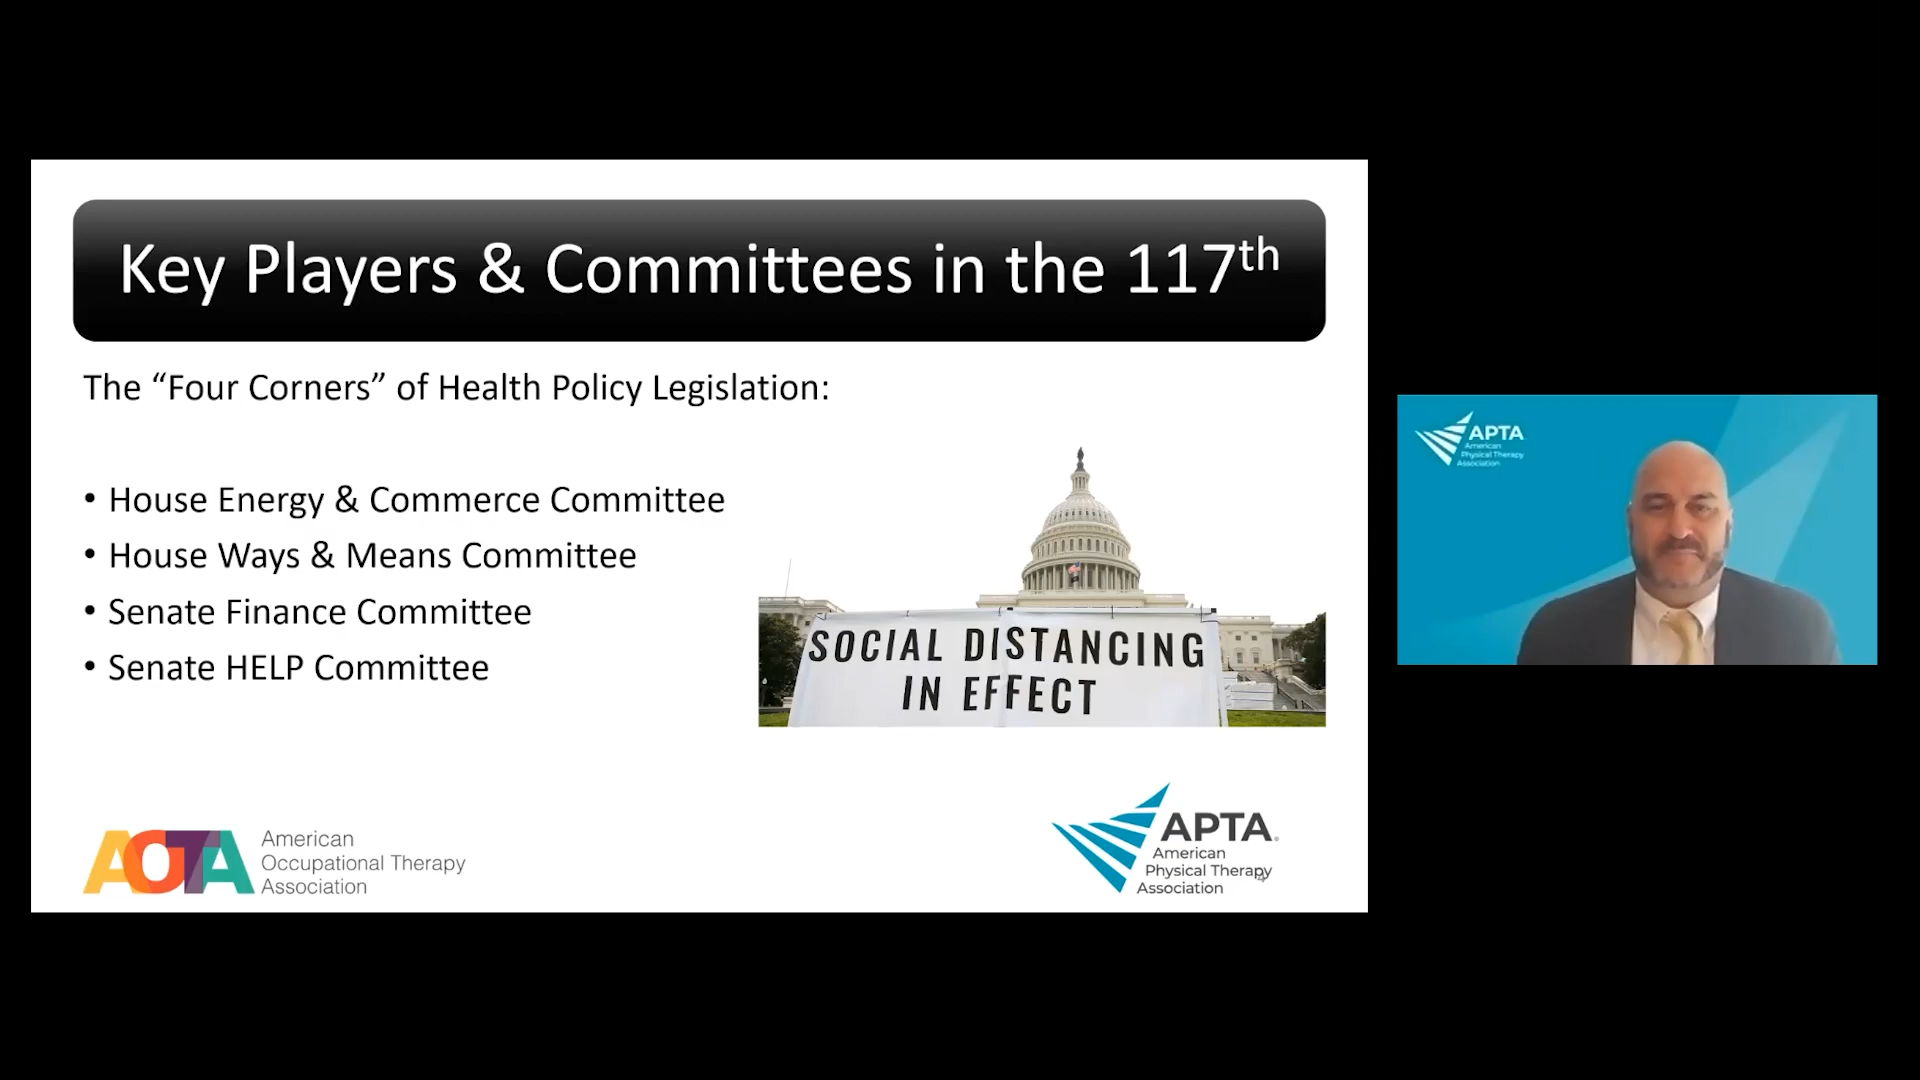 Key Players & Committees in the 117th
The “Four Corners” of Health Policy Legislation:
• House Energy & Commerce Committee
• House Ways & Means Committee
• Senate Finance Committee
• Senate HELP Committee
SOCIAL DISTANCING
IN EFFECT
AOTA
American
Occupational Therapy
Association
APTA®
American
Physical Therapy
Association
4
APTA
American
Physical Therapy
Association